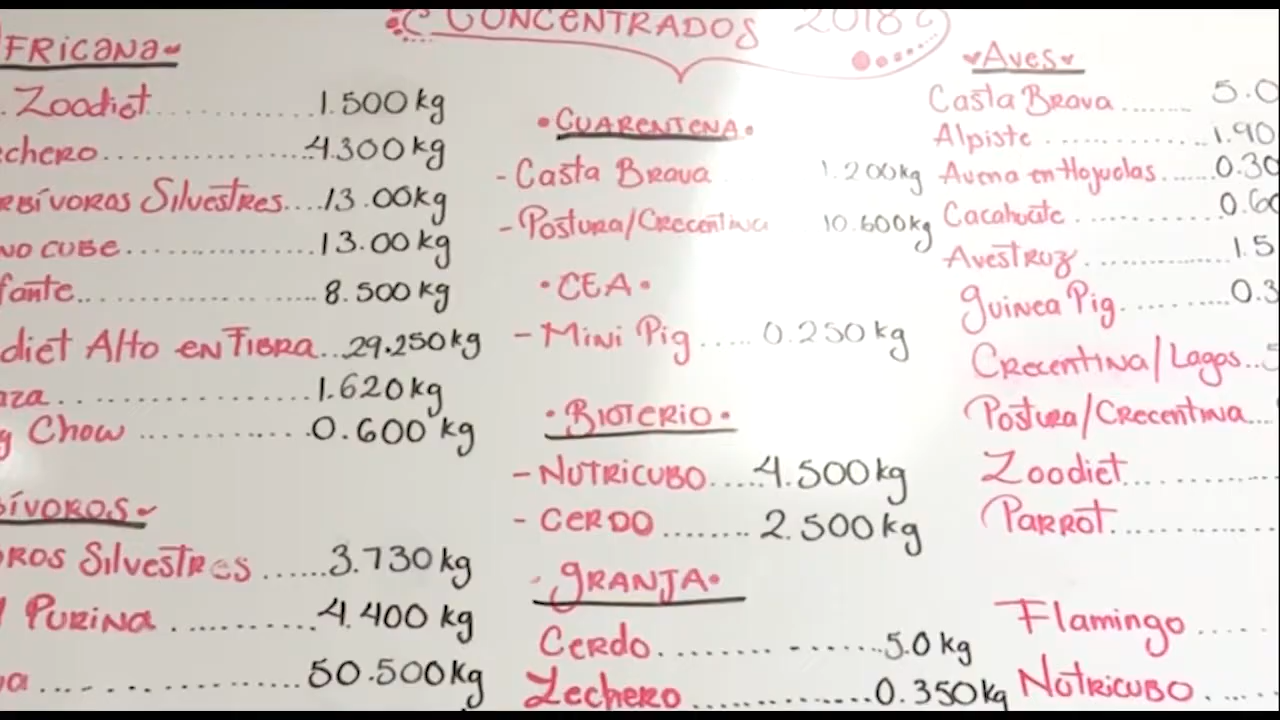 CONCENTRADOS 2018
FRICANA
Zoodiet 1.500 kg
chero 4.300 kg
RBÍVOROS SILVESTRES 13.00 kg
NO CUBE 13.00 kg
fante 8.500 kg
diet ALTO EN FIBRA 29.250 kg
aza 1.620 kg
g Chow 0.600 kg
BÍVOROS
ROS SILVESTRES 3.730 kg
PURINA 4.400 kg
50.500 kg
CUARENTENA
- Casta Brava 1.200 kg
- Postura/Crecentina 10.600 kg
CEA
- Mini Pig 0.250 kg
BIOTERIO
- NUTRICUBO 4.500 kg
- CERDO 2.500 kg
GRANJA
Cerdo 5.0 kg
Lechero 0.350 kg
Aves
Casta Brava 5.0
Alpiste 1.90
Avena en Hojuelas 0.30
Cacahuate 0.60
AVESTRUZ 1.5
Guinea Pig 0.3
Crecentina/Lagos
Postura/Crecentina
Zoodiet
PARROT
Flamingo
NUTRICUBO